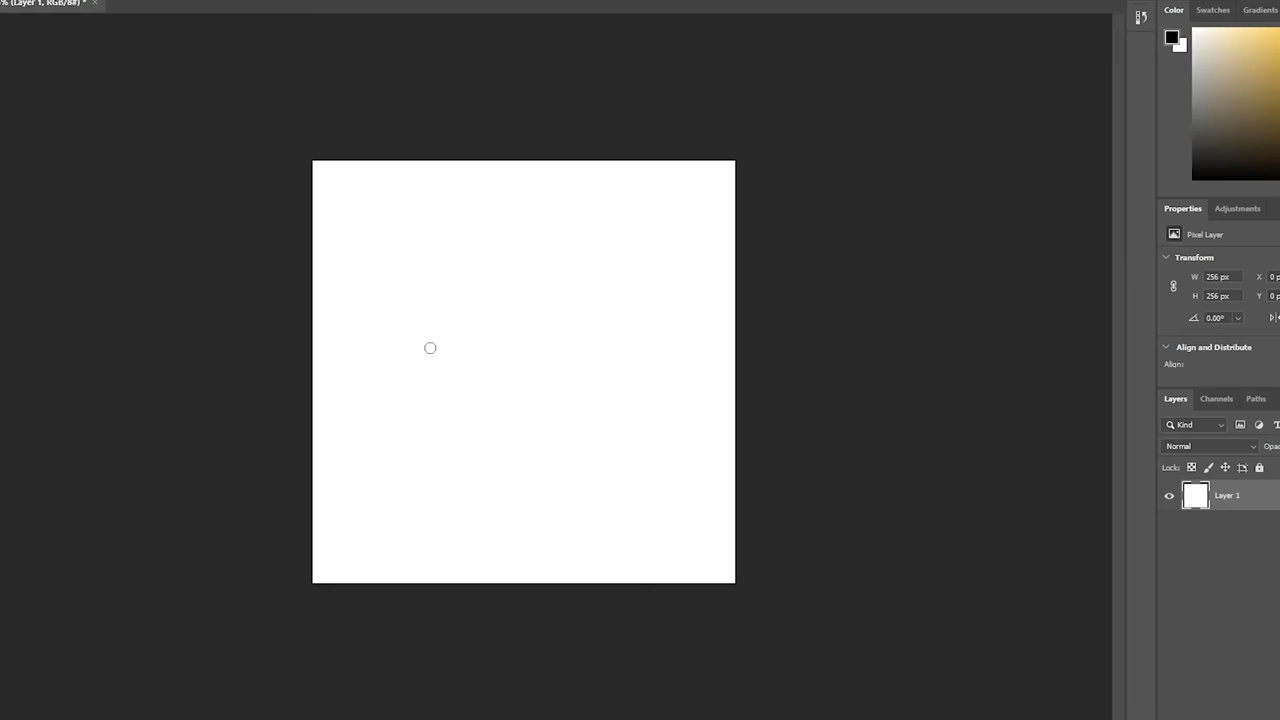 % (Layer 1, RGB/8#) * ×
Color Swatches Gradients
Properties Adjustments
Pixel Layer
Transform
W 256 px X 0 p
H 256 px Y 0 p
0.00°
Align and Distribute
Align:
Layers Channels Paths
Kind
Normal Opac
Lock:
Layer 1